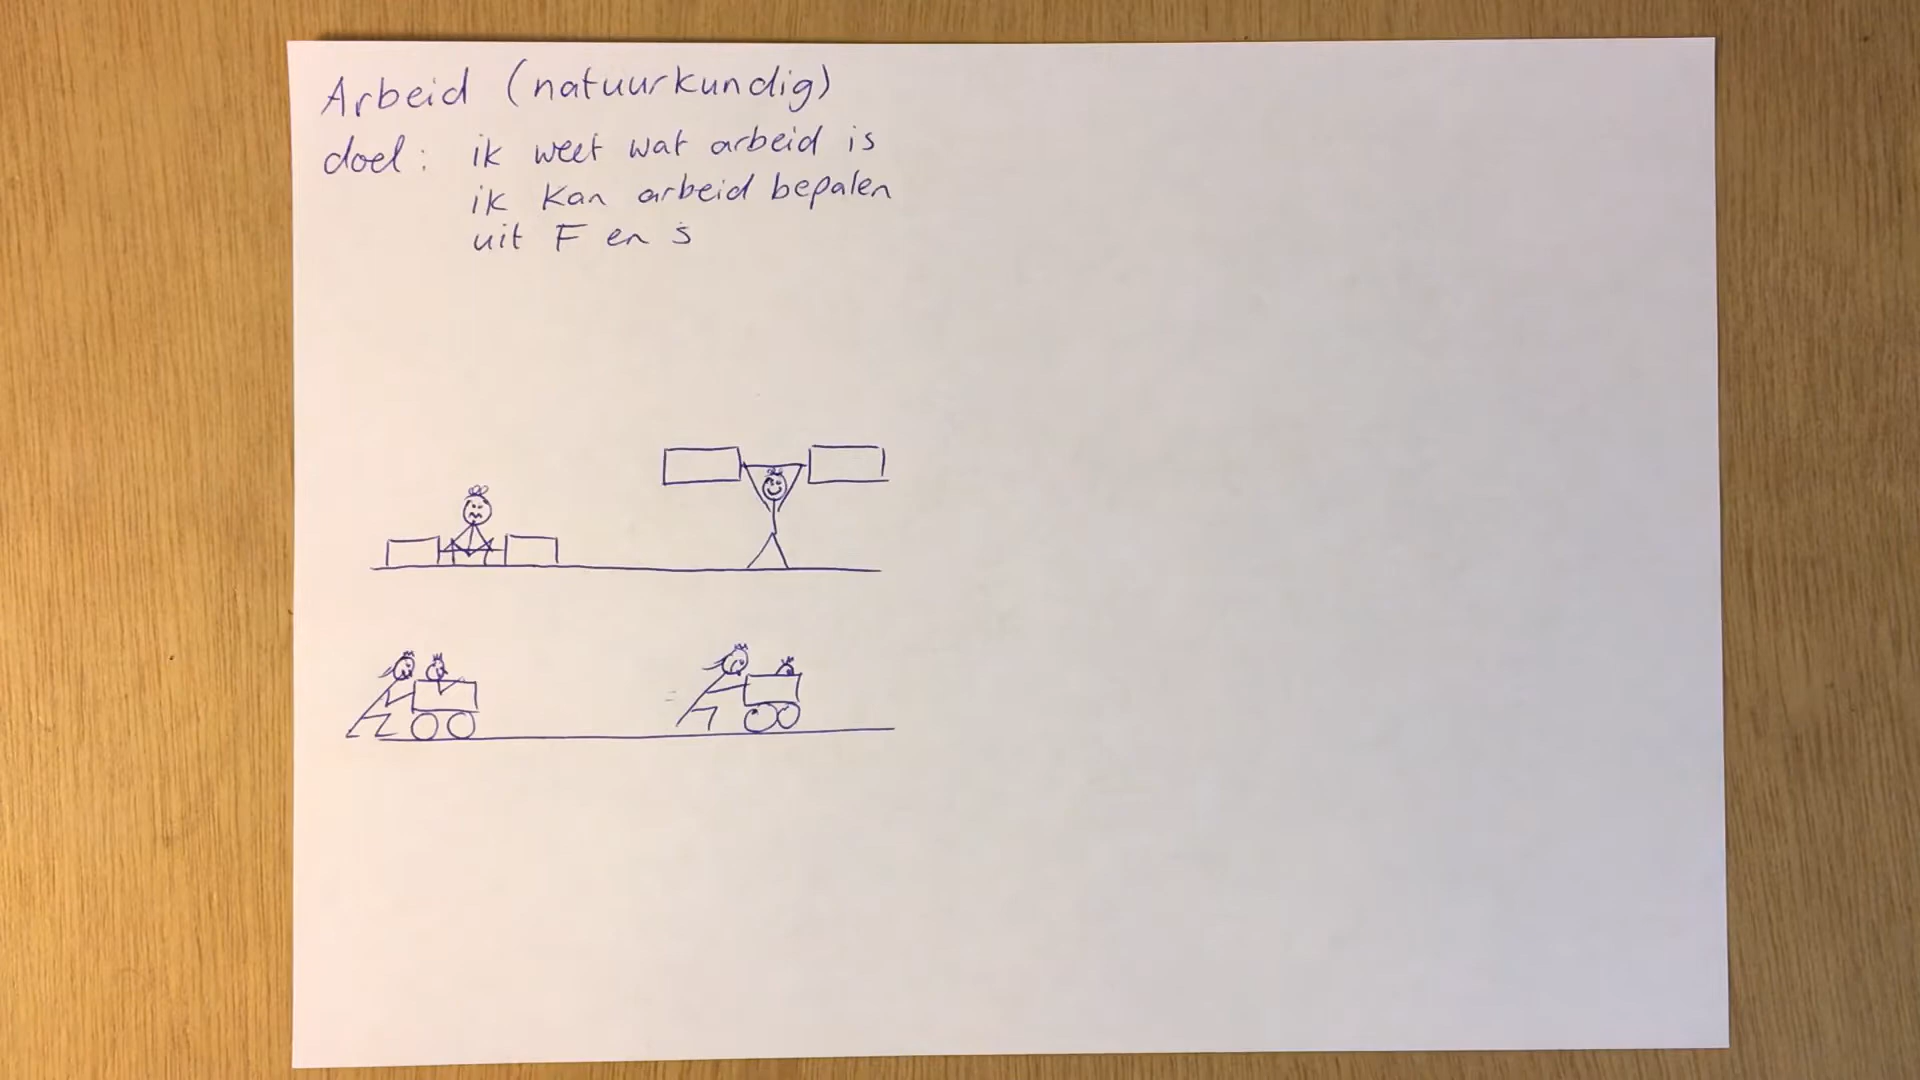 Arbeid (natuurkundig)
doel: ik weet wat arbeid is
ik kan arbeid bepalen
uit F en s